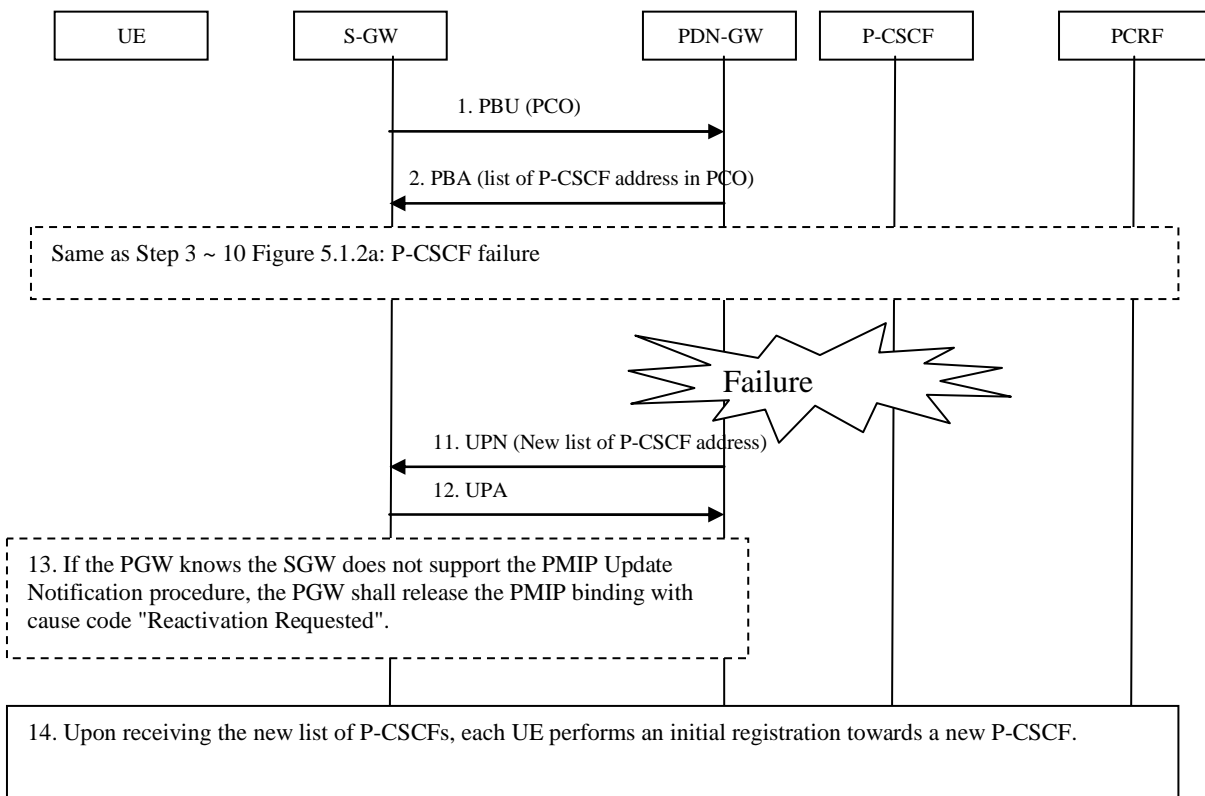 UE
S-GW
PDN-GW
P-CSCF
PCRF
1. PBU (PCO)
2. PBA (list of P-CSCF address in PCO)
Same as Step 3 ~ 10 Figure 5.1.2a: P-CSCF failure
Failure
11. UPN (New list of P-CSCF address)
12. UPA
13. If the PGW knows the SGW does not support the PMIP Update
Notification procedure, the PGW shall release the PMIP binding with
cause code "Reactivation Requested".
14. Upon receiving the new list of P-CSCFs, each UE performs an initial registration towards a new P-CSCF.